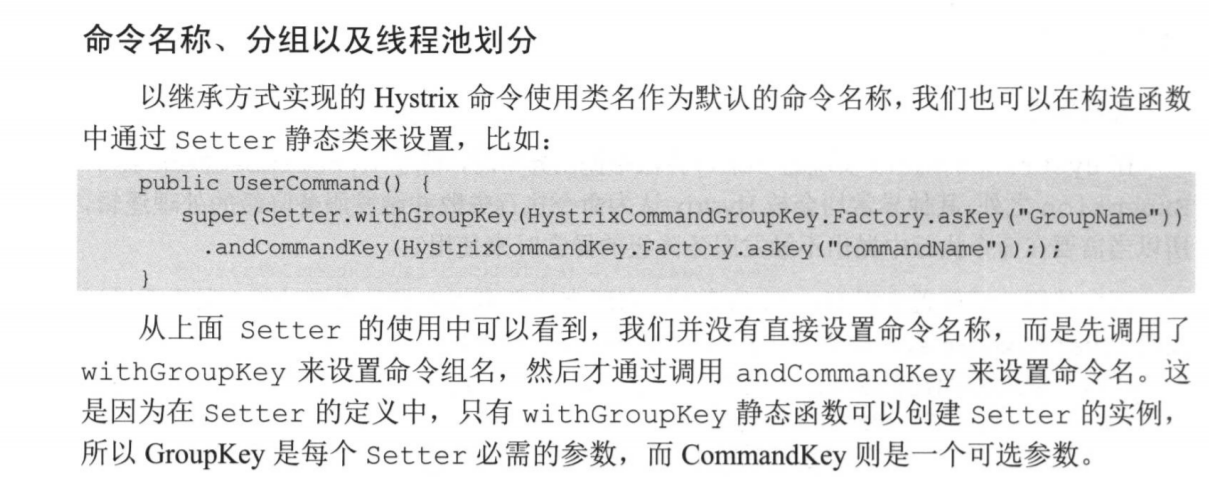 命令名称、分组以及线程池划分
以继承方式实现的 Hystrix 命令使用类名作为默认的命令名称，我们也可以在构造函数
中通过 Setter 静态类来设置，比如：
public UserCommand() {
super(Setter.withGroupKey(HystrixCommandGroupKey.Factory.asKey("GroupName"))
.andCommandKey(HystrixCommandKey.Factory.asKey("CommandName")););
}
从上面 Setter 的使用中可以看到，我们并没有直接设置命令名称，而是先调用了
withGroupKey 来设置命令组名，然后才通过调用 andCommandKey 来设置命令名。这
是因为在 Setter 的定义中，只有 withGroupKey 静态函数可以创建 Setter 的实例，
所以 GroupKey 是每个 Setter 必需的参数，而 CommandKey 则是一个可选参数。